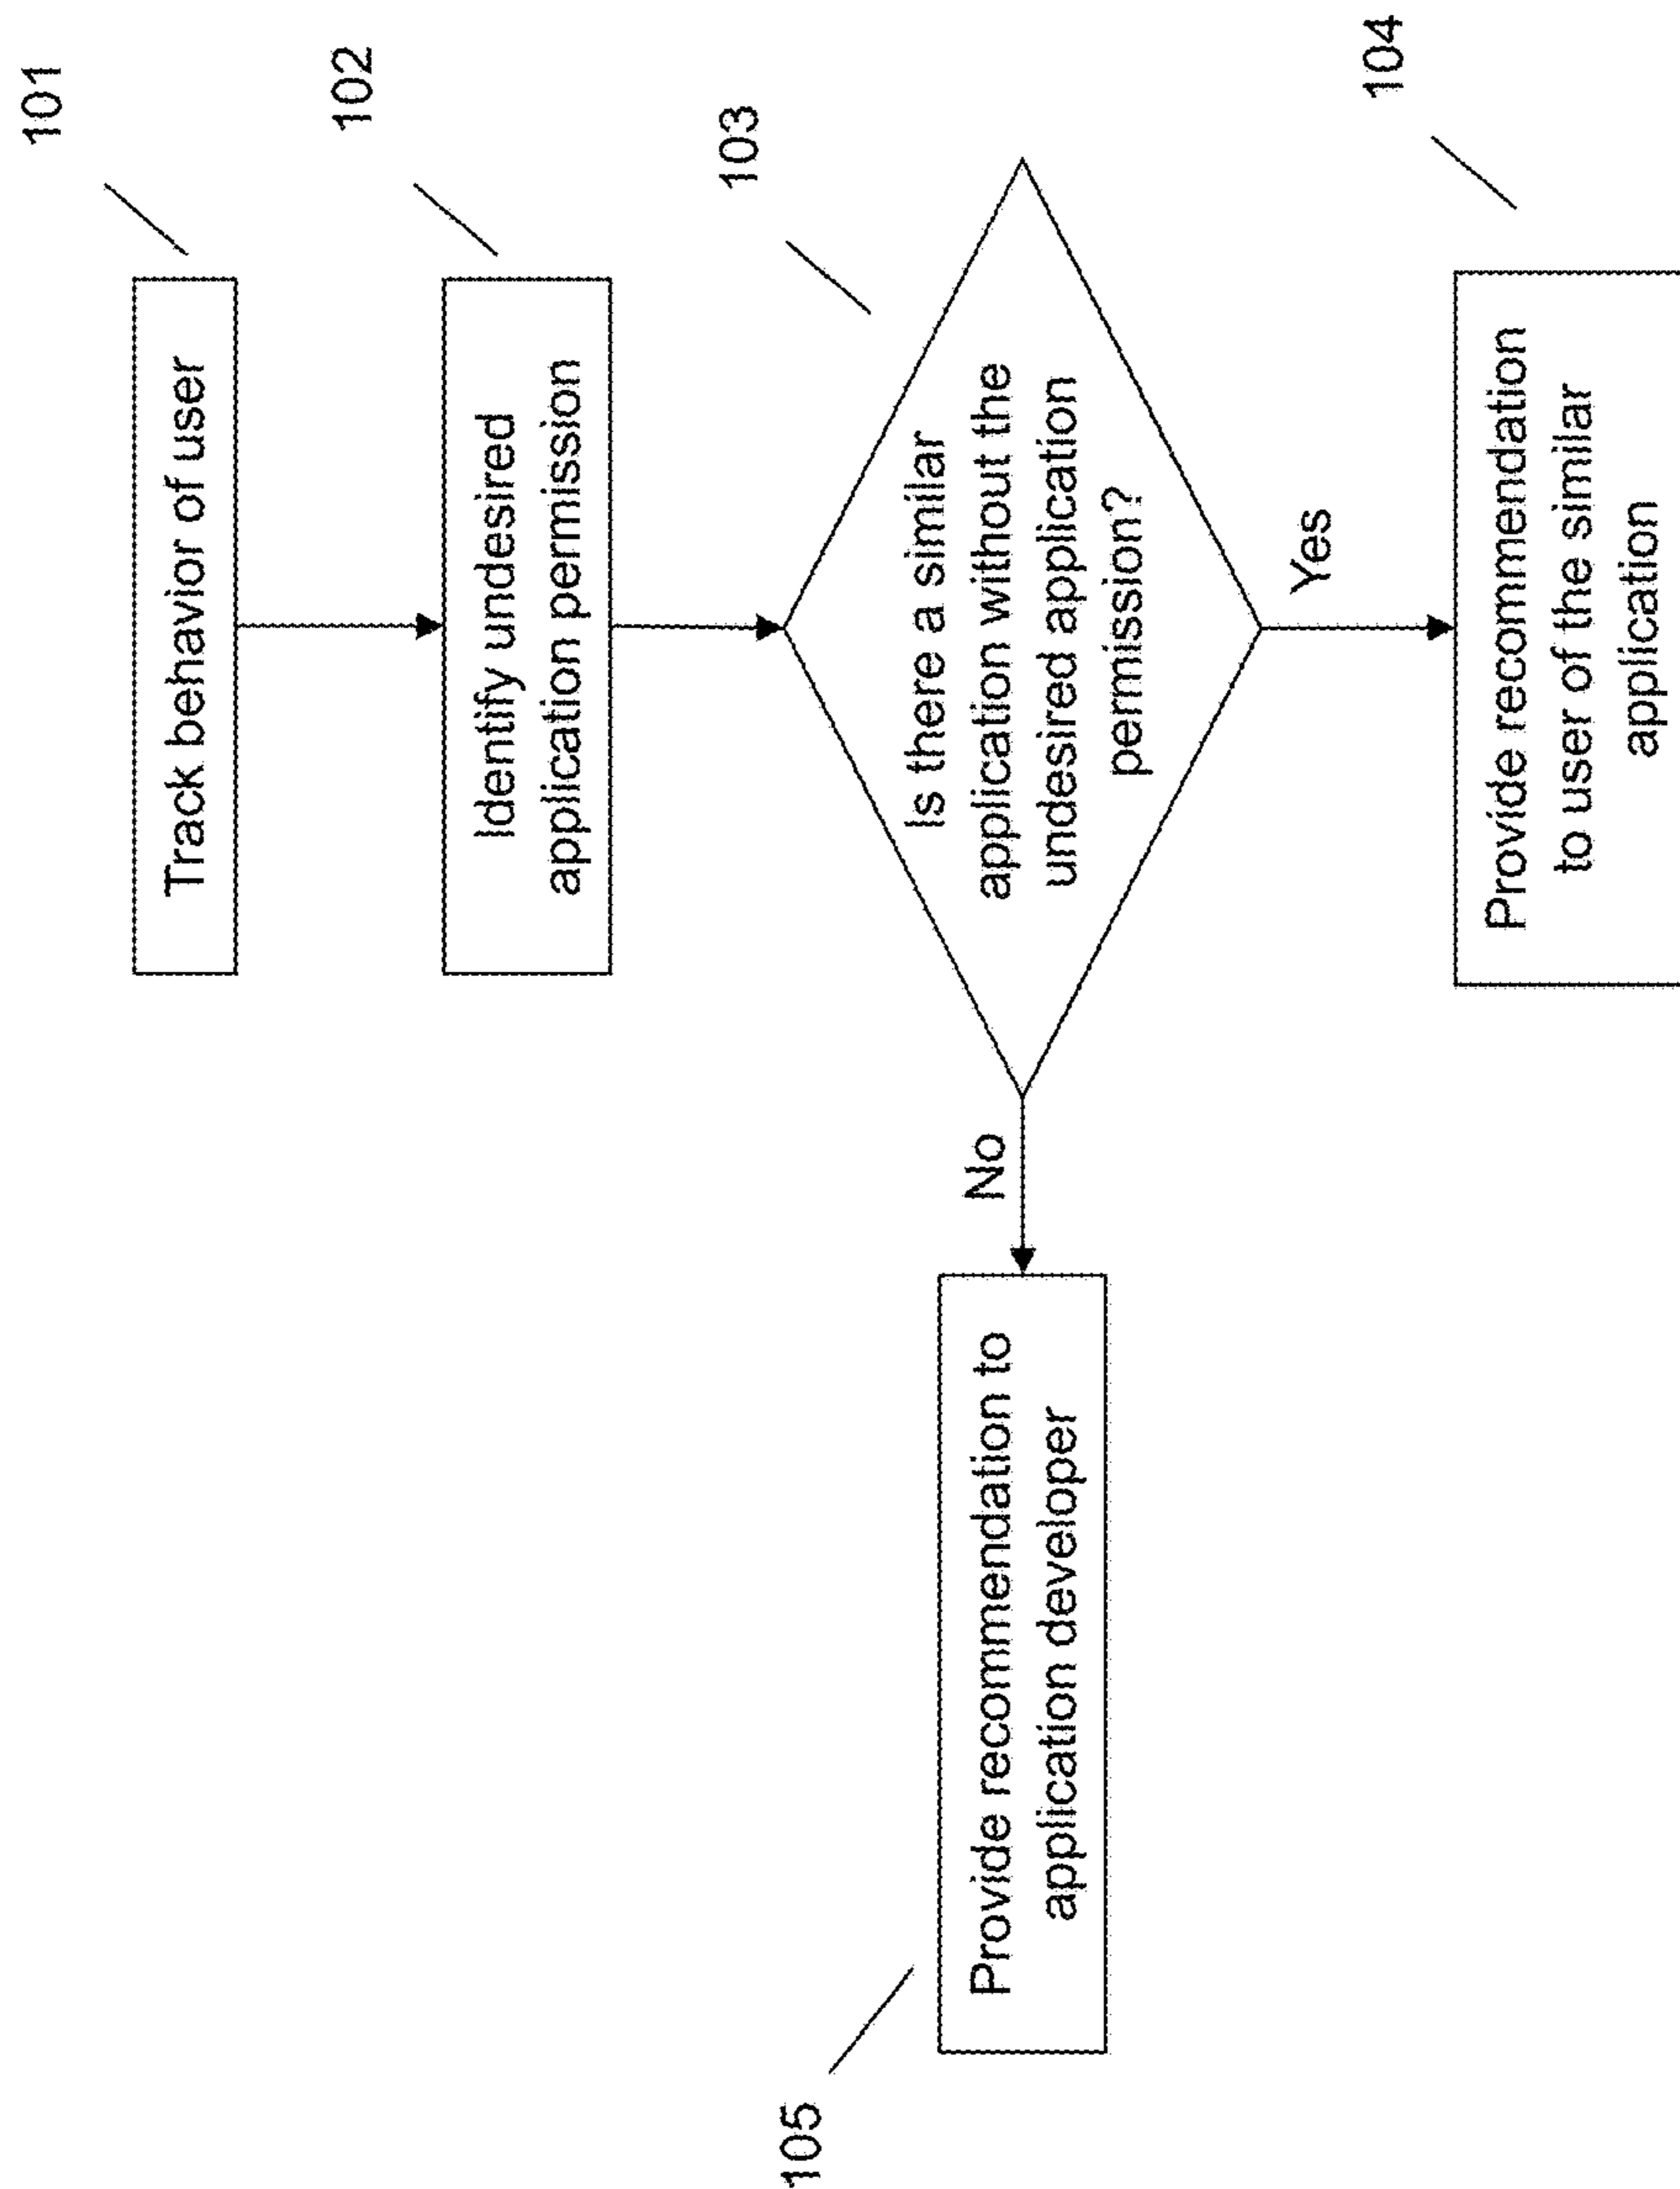 101
Track behavior of user
102
Identify undesired
application permission
103
Is there a similar
application without the
undesired application
permission?
No
Yes
105
Provide recommendation to
application developer
104
Provide recommendation
to user of the similar
application